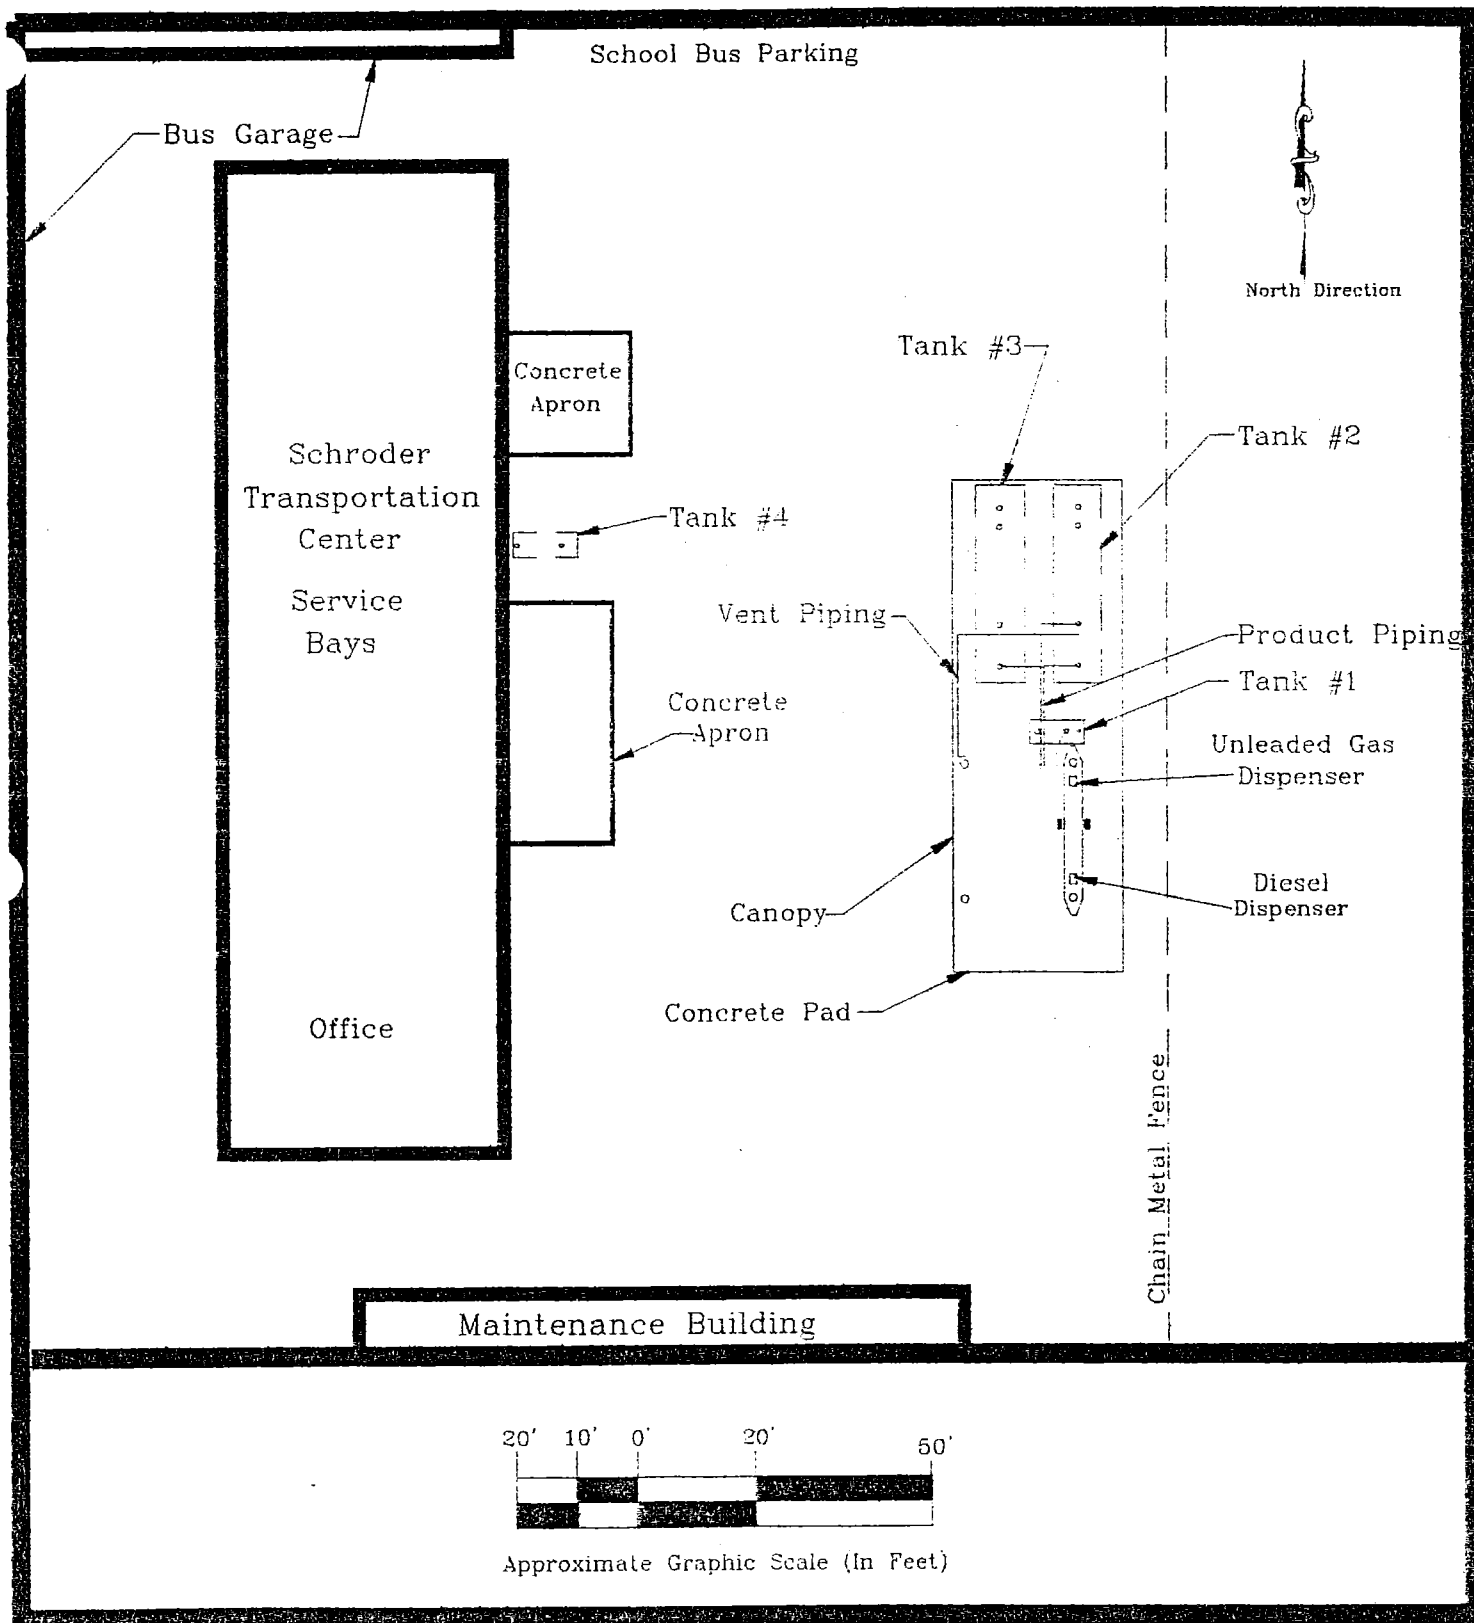 School Bus Parking
Bus Garage
North Direction
Tank #3
Concrete
Apron
Tank #2
Schroder
Transportation
Center
Tank #4
Service
Bays
Vent Piping
Product Piping
Tank #1
Concrete
Apron
Unleaded Gas
Dispenser
Diesel
Dispenser
Canopy
Concrete Pad
Office
Chain Metal Fence
Maintenance Building
20' 10' 0' 20' 50'
Approximate Graphic Scale (In Feet)